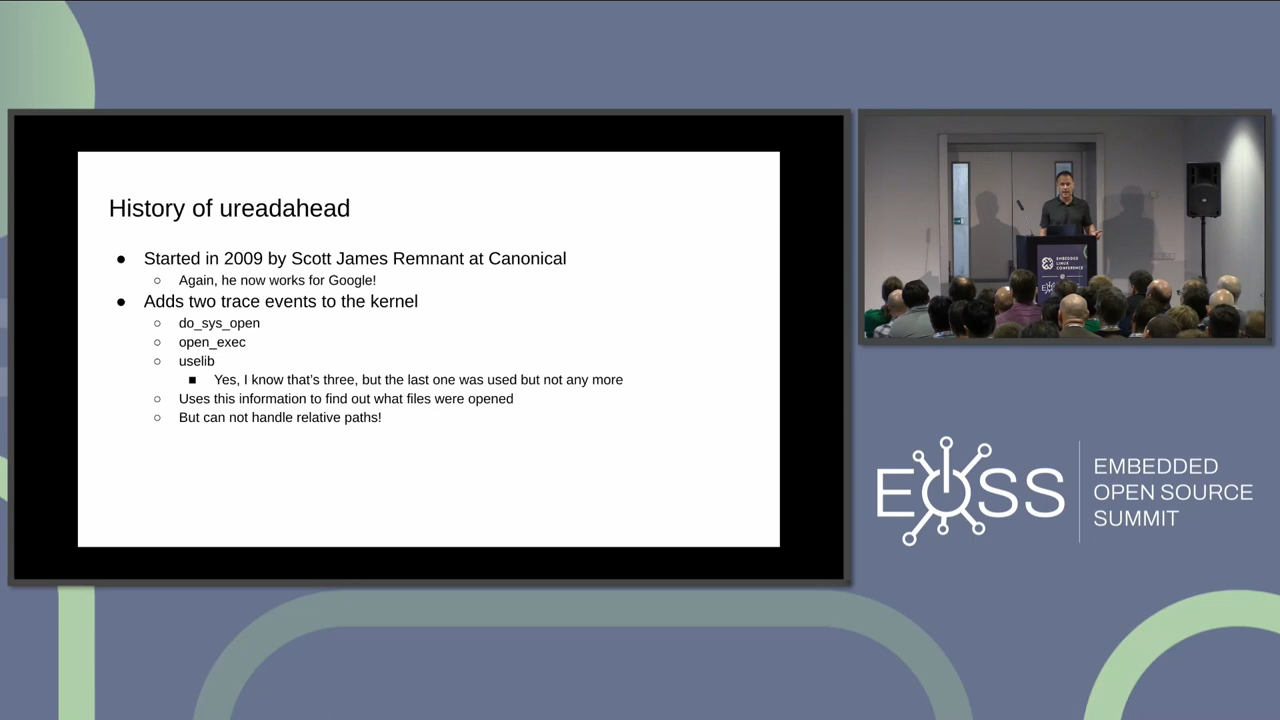 History of ureadahead
● Started in 2009 by Scott James Remnant at Canonical
○ Again, he now works for Google!
● Adds two trace events to the kernel
○ do_sys_open
○ open_exec
○ uselib
■ Yes, I know that's three, but the last one was used but not any more
○ Uses this information to find out what files were opened
○ But can not handle relative paths!
EMBEDDED
LINUX
CONFERENCE
EOSS
EMBEDDED
OPEN SOURCE
SUMMIT